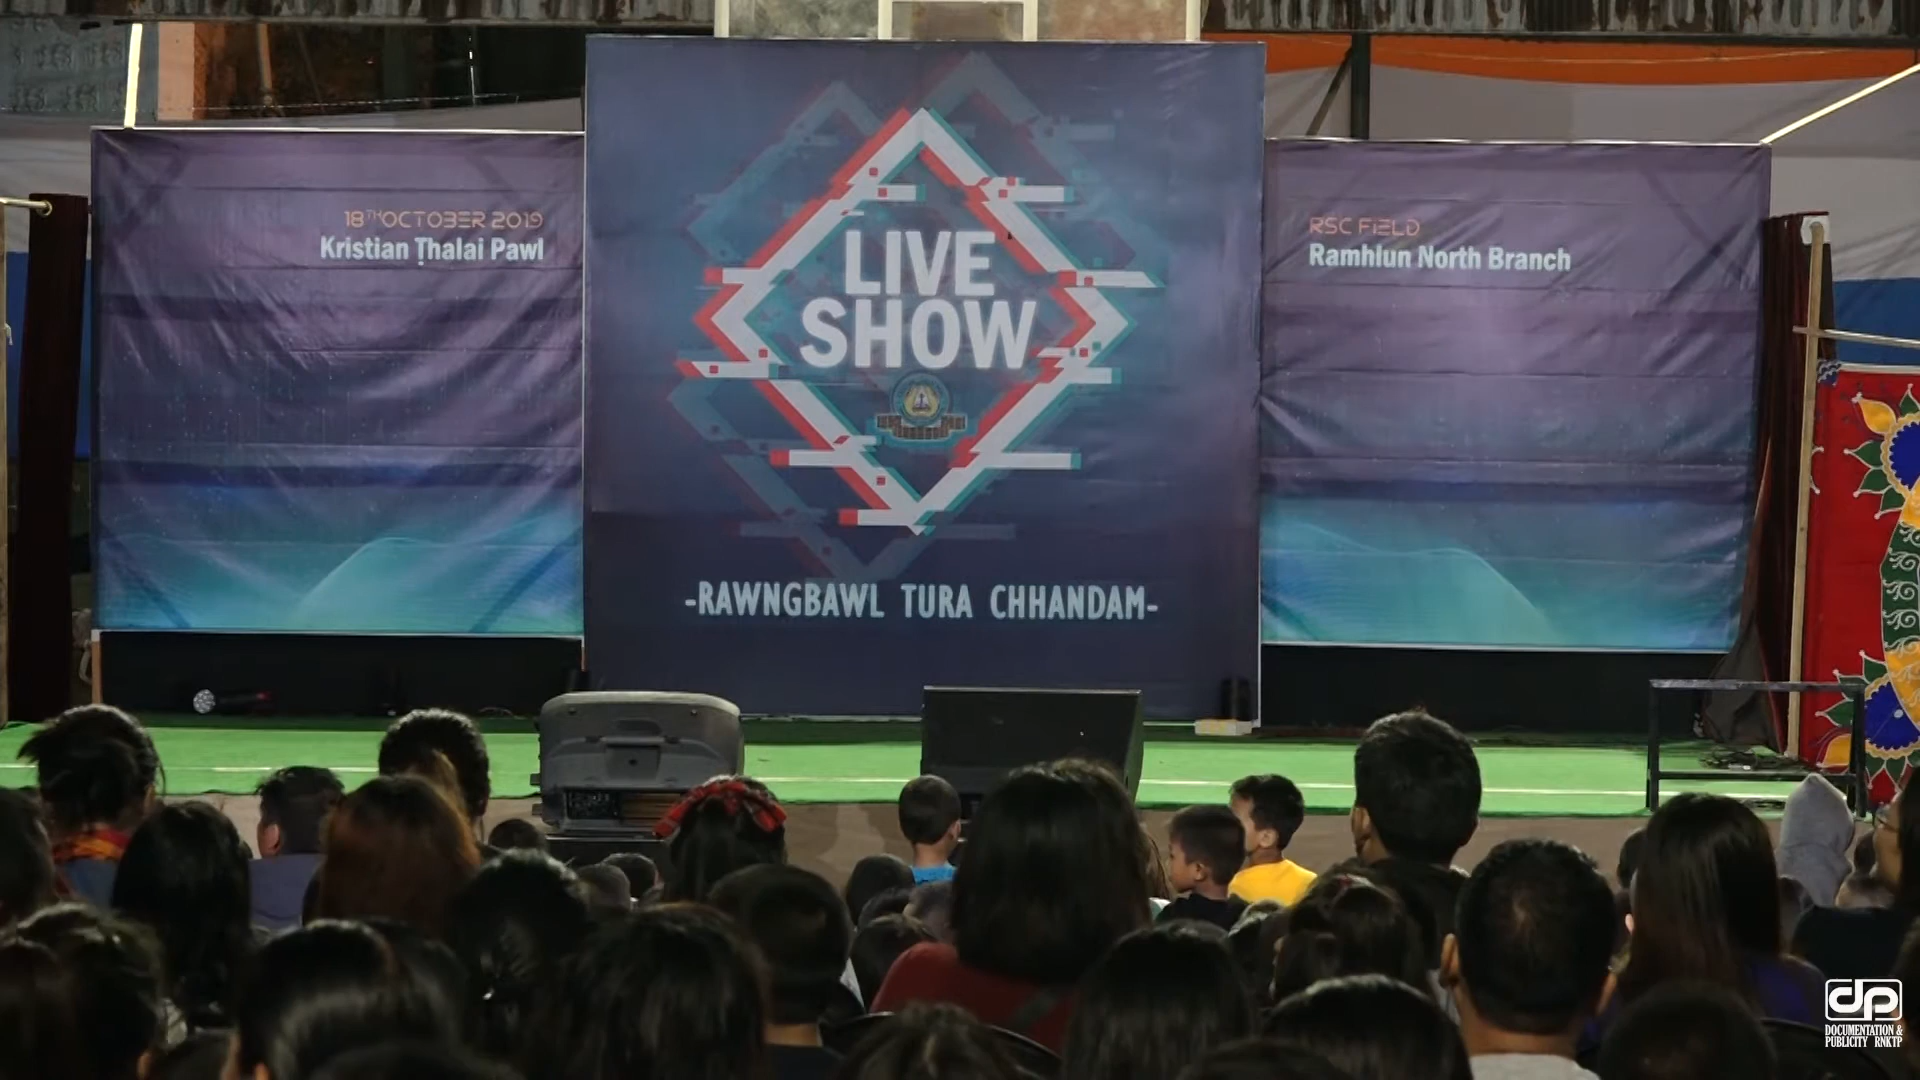 18TH OCTOBER 2019
Kristian Ṭhalai Pawl
LIVE
SHOW
-RAWNGBAWL TURA CHHANDAM-
RSC FIELD
Ramhlun North Branch
dp
DOCUMENTATION &
PUBLICITY RNKTP